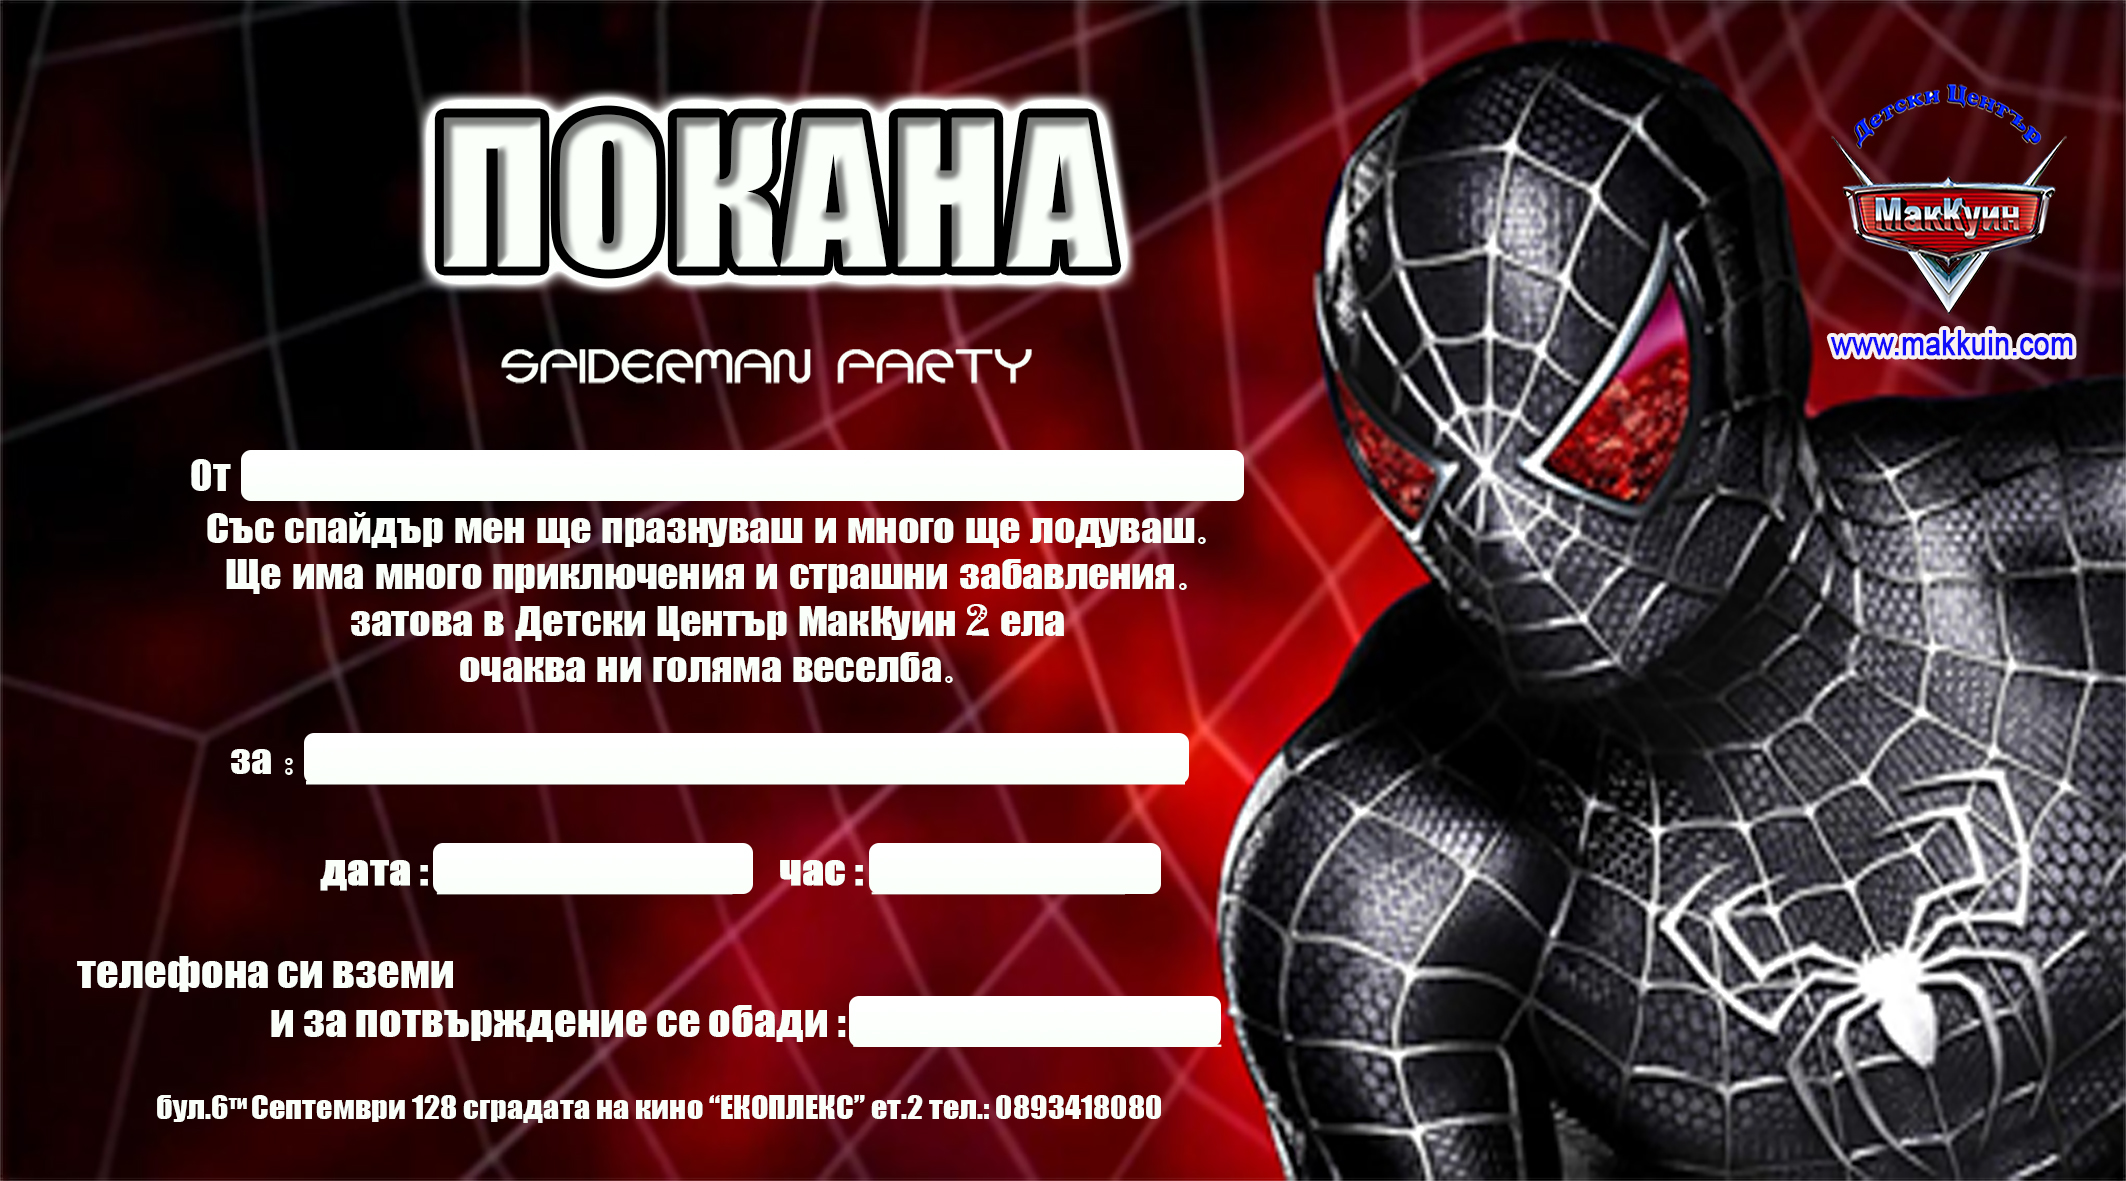 ПОКАНА
Детски Център
МакКуин
www.makkuin.com
SPIDERMAN PARTY
От
Със спайдър мен ще празнуваш и много ще лодуваш.
Ще има много приключения и страшни забавления.
затова в Детски Център МакКуин 2 ела
очаква ни голяма веселба.
за :
дата : час :
телефона си вземи
и за потвърждение се обади :
бул.6ти Септември 128 сградата на кино “ЕКОПЛЕКС” ет.2 тел.: 0893418080